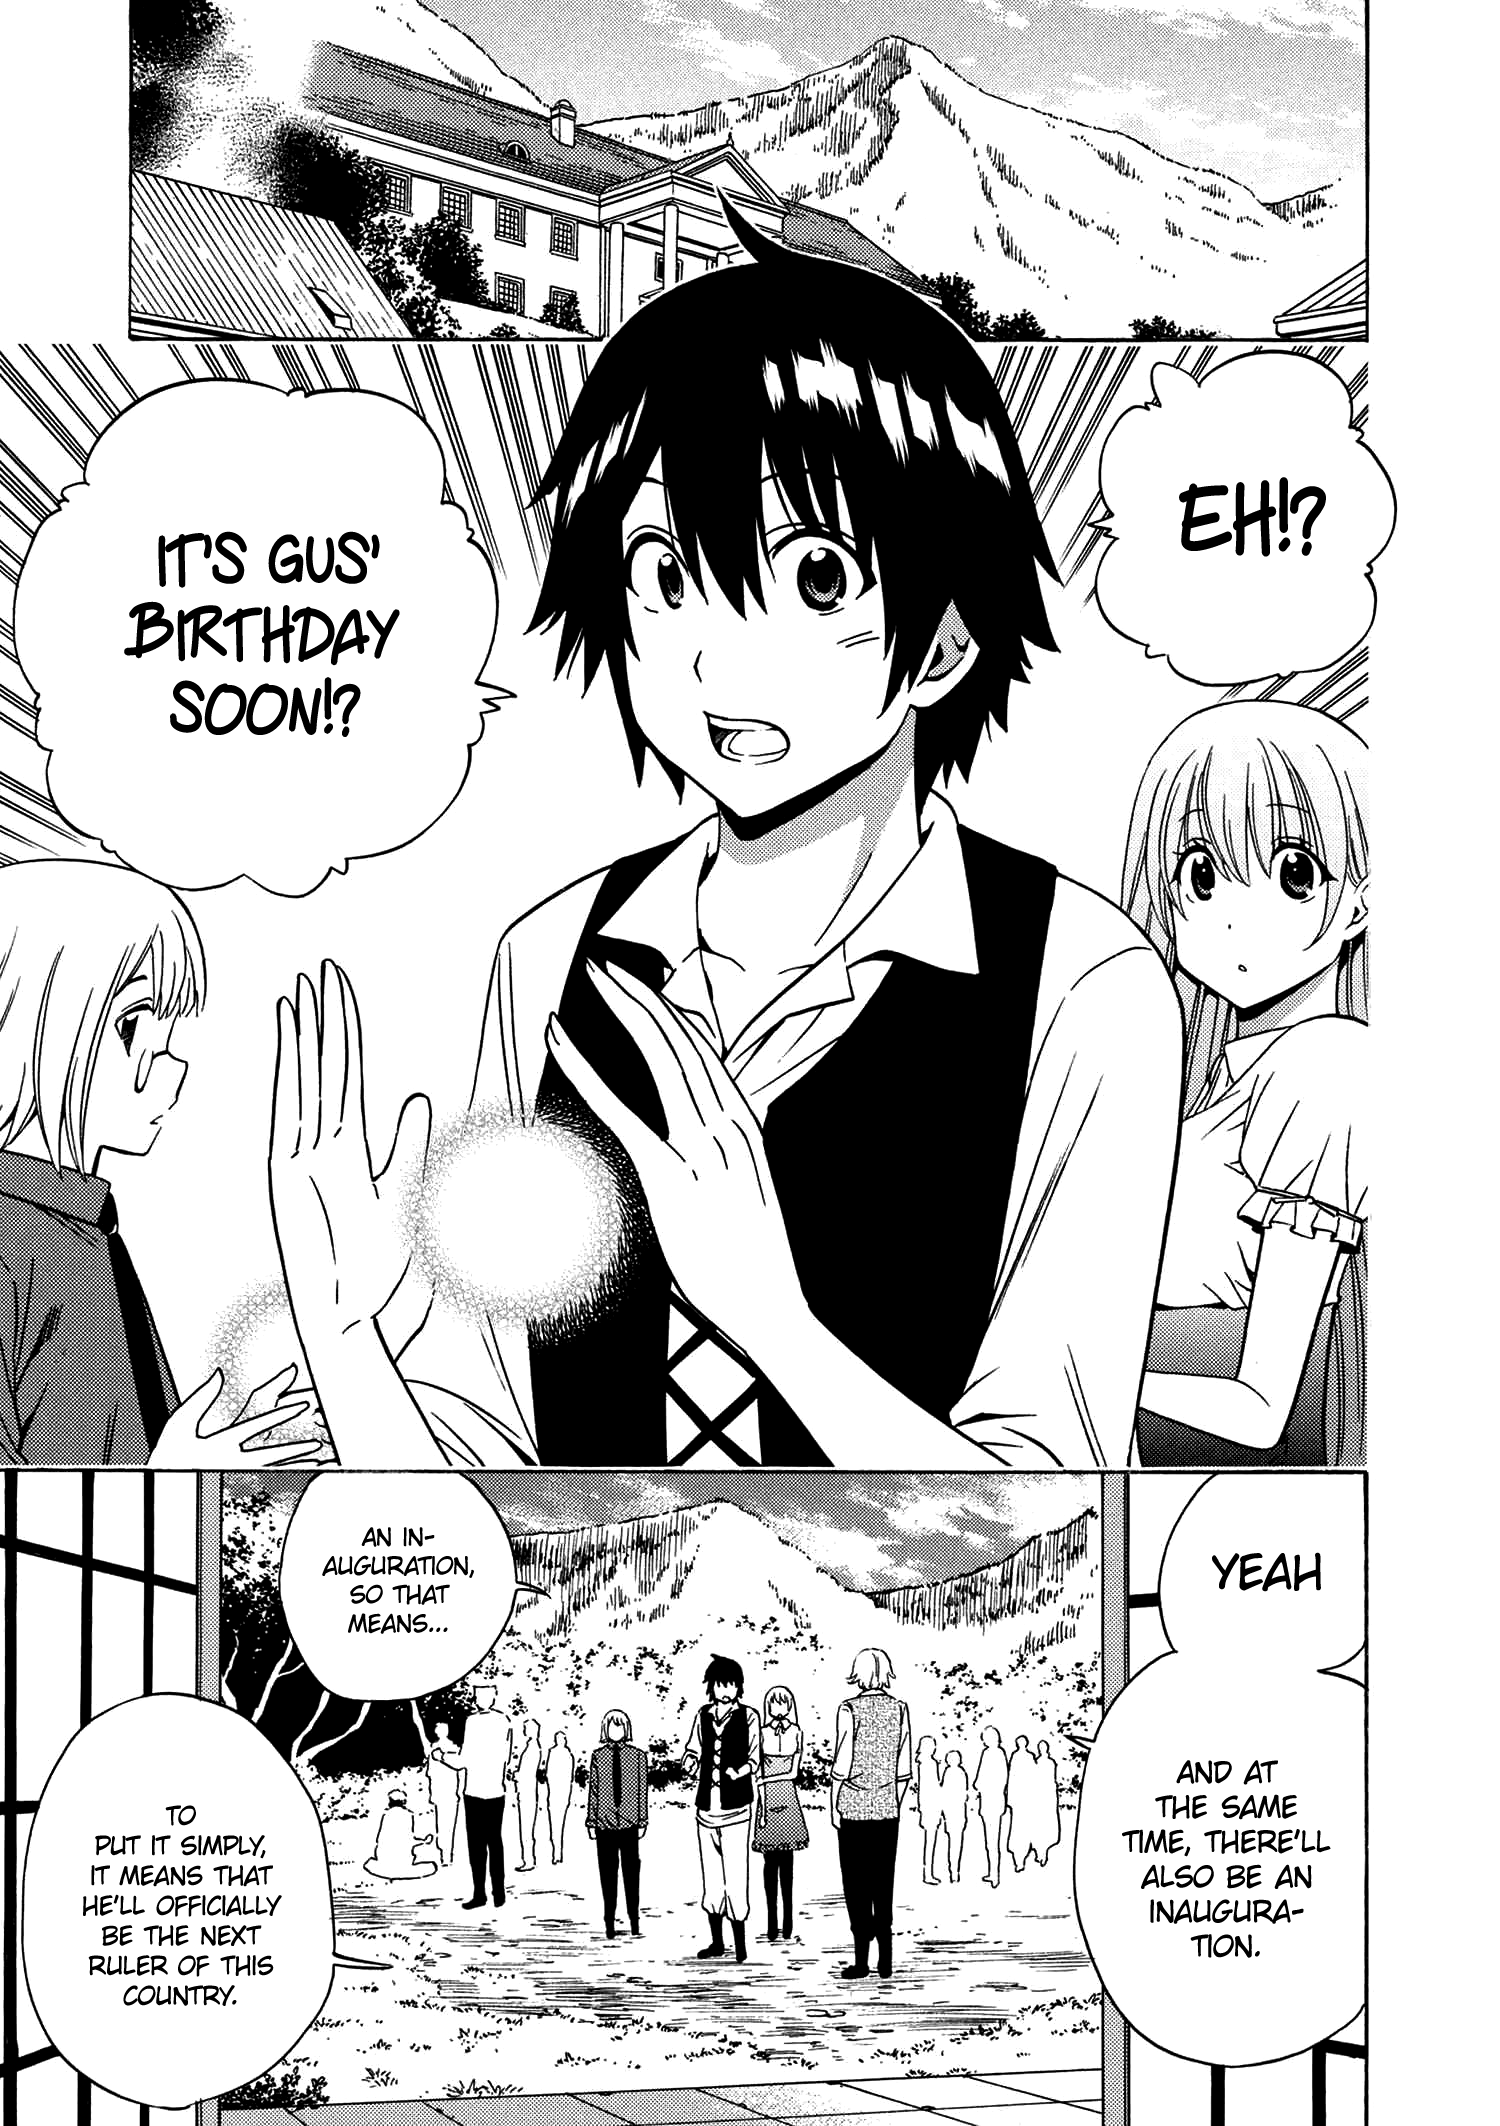 EH!?
IT'S GUS'
BIRTHDAY
SOON!?
YEAH
AND AT
THE SAME
TIME, THERE'LL
ALSO BE AN
INAUGURA-
TION.
AN IN-
AUGURATION,
SO THAT
MEANS...
TO
PUT IT SIMPLY,
IT MEANS THAT
HE'LL OFFICIALLY
BE THE NEXT
RULER OF THIS
COUNTRY.